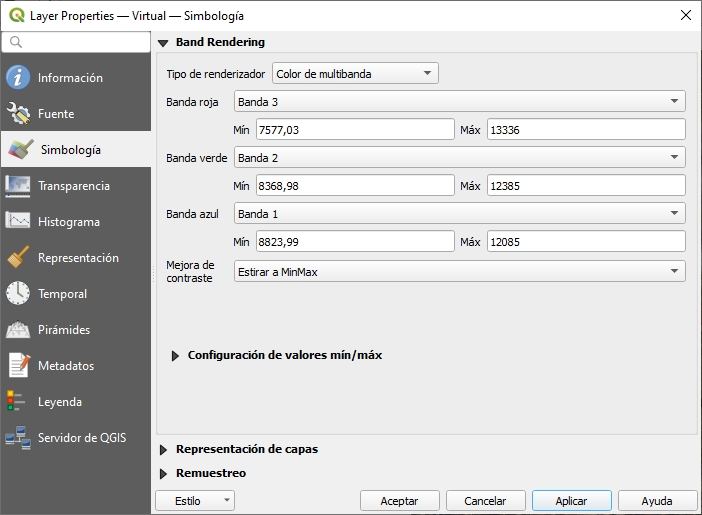 Layer Properties — Virtual — Simbología
Información
Fuente
Simbología
Transparencia
Histograma
Representación
Temporal
Pirámides
Metadatos
Leyenda
Servidor de QGIS
Band Rendering
Tipo de renderizador Color de multibanda
Banda roja Banda 3
Mín 7577,03 Máx 13336
Banda verde Banda 2
Mín 8368,98 Máx 12385
Banda azul Banda 1
Mín 8823,99 Máx 12085
Mejora de
contraste Estirar a MinMax
Configuración de valores mín/máx
Representación de capas
Remuestreo
Estilo Aceptar Cancelar Aplicar Ayuda